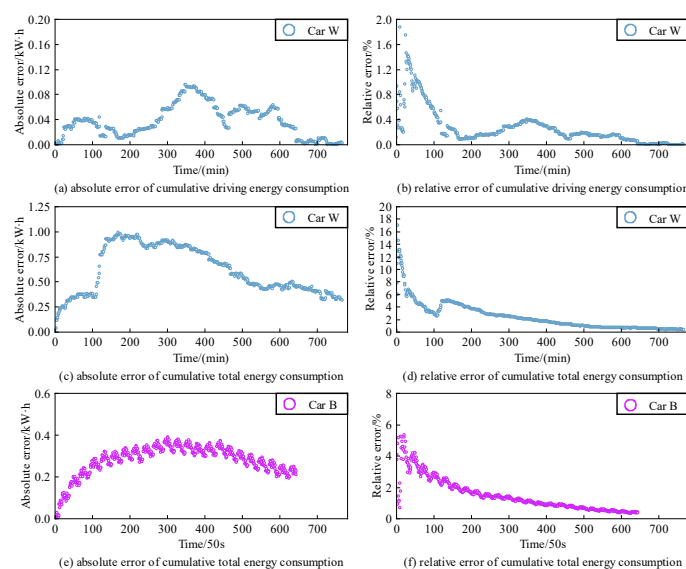 0.20
0.16
0.12
0.08
0.04
0.00
Absolute error/kW·h
Car W
0 100 200 300 400 500 600 700
Time/(min)
(a) absolute error of cumulative driving energy consumption
2.0
1.6
1.2
0.8
0.4
0.0
Relative error/%
Car W
0 100 200 300 400 500 600 700
Time/(min)
(b) relative error of cumulative driving energy consumption
1.25
1.00
0.75
0.50
0.25
0.00
Absolute error/kW·h
Car W
0 100 200 300 400 500 600 700
Time/(min)
(c) absolute error of cumulative total energy consumption
20
18
16
14
12
10
8
6
4
2
0
Relative error/%
Car W
0 100 200 300 400 500 600 700
Time/(min)
(d) relative error of cumulative total energy consumption
0.6
0.4
0.2
0.0
Absolute error/kW·h
Car B
0 100 200 300 400 500 600 700
Time/50s
(e) absolute error of cumulative total energy consumption
8
6
4
2
0
Relative error/%
Car B
0 100 200 300 400 500 600 700
Time/50s
(f) relative error of cumulative total energy consumption